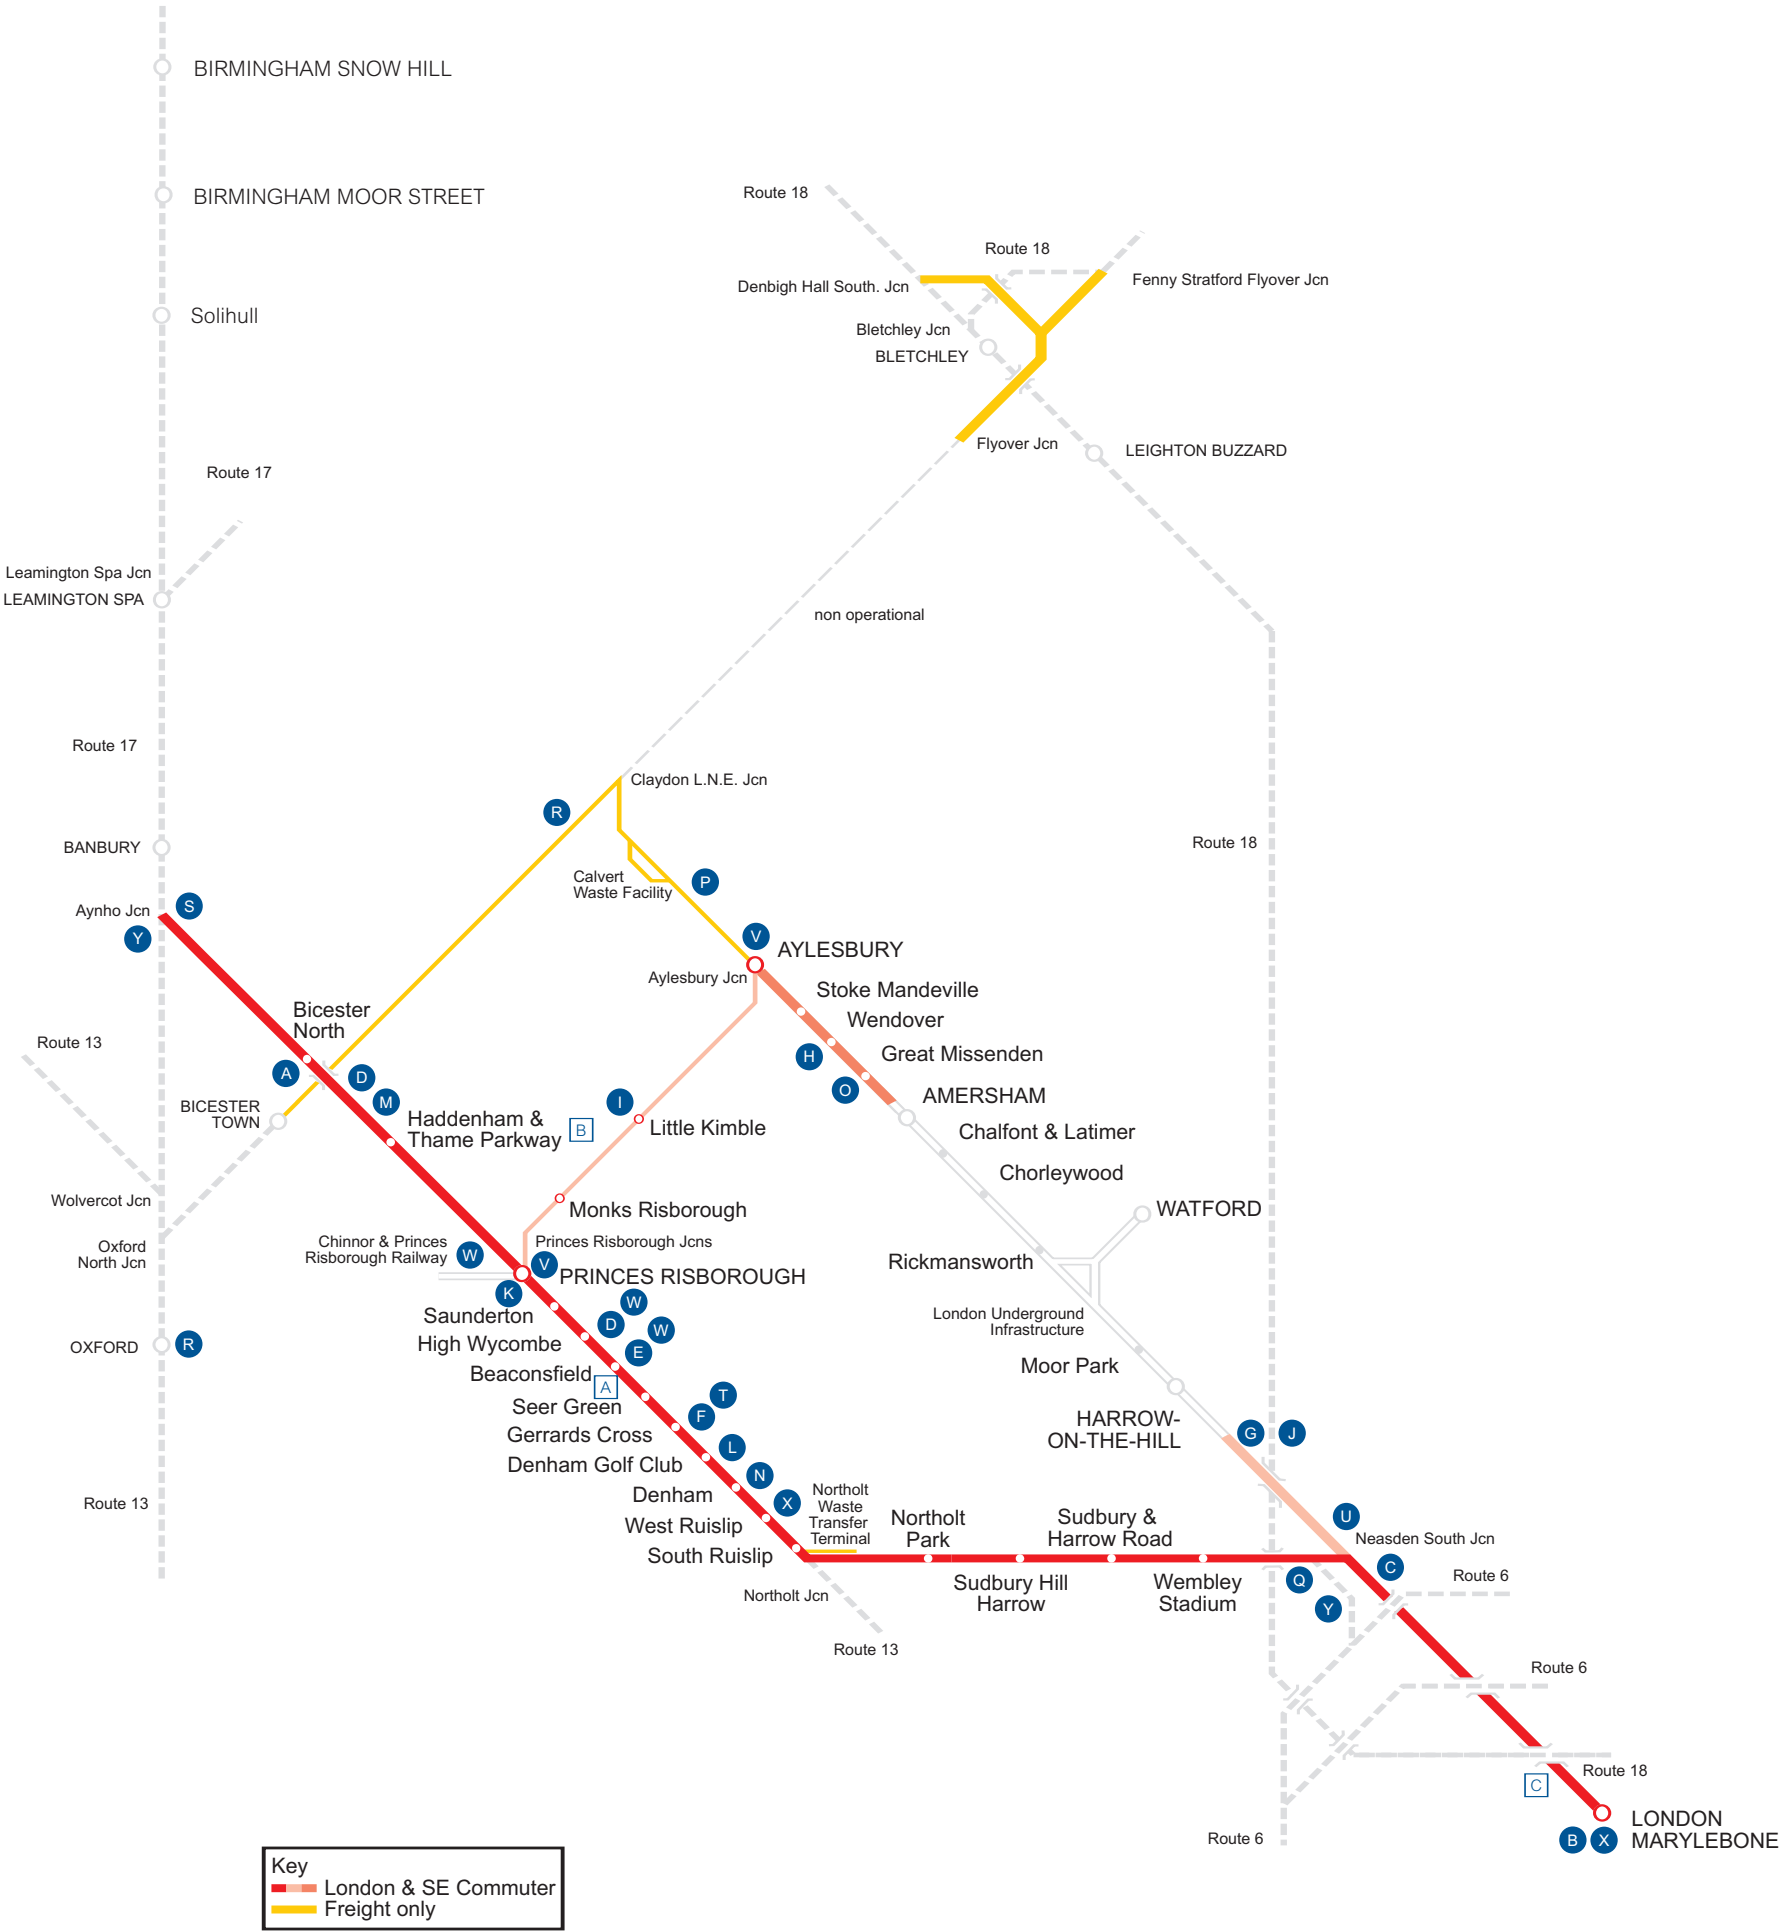 BIRMINGHAM SNOW HILL
BIRMINGHAM MOOR STREET
Route 18
Route 18
Denbigh Hall South. Jcn
Fenny Stratford Flyover Jcn
Solihull
Bletchley Jcn
BLETCHLEY
Flyover Jcn
LEIGHTON BUZZARD
Route 17
Leamington Spa Jcn
LEAMINGTON SPA
non operational
Route 17
Claydon L.N.E. Jcn
R
Route 18
BANBURY
Calvert
Waste Facility
P
Aynho Jcn
S
Y
V
AYLESBURY
Aylesbury Jcn
Stoke Mandeville
Wendover
Bicester
North
Route 13
Great Missenden
H
O
A
D
M
BICESTER
TOWN
AMERSHAM
Haddenham &
Thame Parkway
B
I
Little Kimble
Chalfont & Latimer
Chorleywood
Wolvercot Jcn
Monks Risborough
WATFORD
Oxford
North Jcn
Chinnor & Princes
Risborough Railway
W
Princes Risborough Jcns
V
PRINCES RISBOROUGH
K
Rickmansworth
London Underground
Infrastructure
Saunderton
W
D
W
High Wycombe
E
OXFORD
R
Beaconsfield
A
Moor Park
Seer Green
T
F
Gerrards Cross
HARROW-
ON-THE-HILL
G
J
L
Denham Golf Club
N
Denham
X
Route 13
Northolt
Waste
Transfer
Terminal
West Ruislip
South Ruislip
Northolt
Park
Sudbury &
Harrow Road
U
Neasden South Jcn
C
Northolt Jcn
Sudbury Hill
Harrow
Wembley
Stadium
Q
Y
Route 6
Route 13
Route 6
Route 18
C
LONDON
MARYLEBONE
B
X
Route 6
Key
London & SE Commuter
Freight only